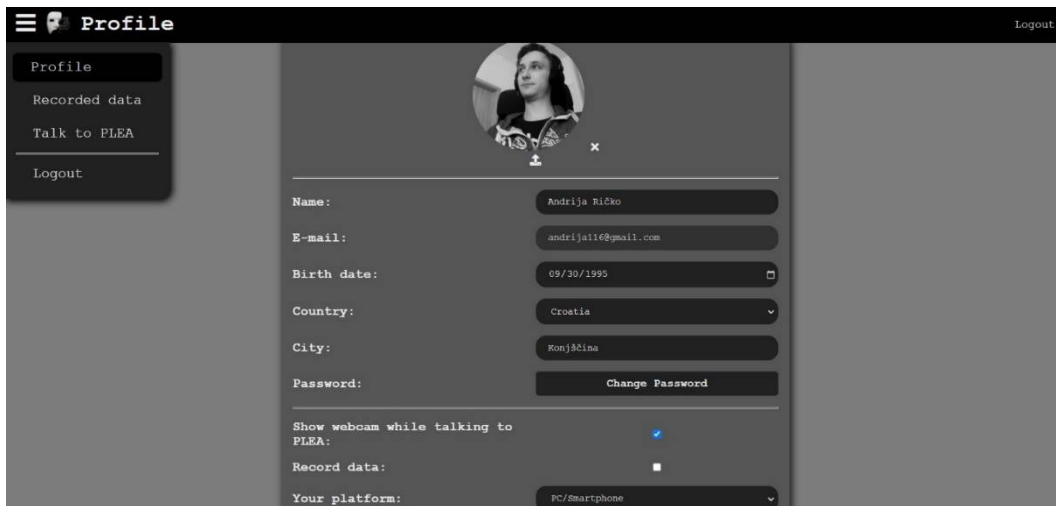 Profile
Logout
Profile
Recorded data
Talk to PLEA
Logout
Name:
Andrija Ričko
E-mail:
andrija116@gmail.com
Birth date:
09/30/1995
Country:
Croatia
City:
Konjščina
Password:
Change Password
Show webcam while talking to
PLEA:
Record data:
Your platform:
PC/Smartphone